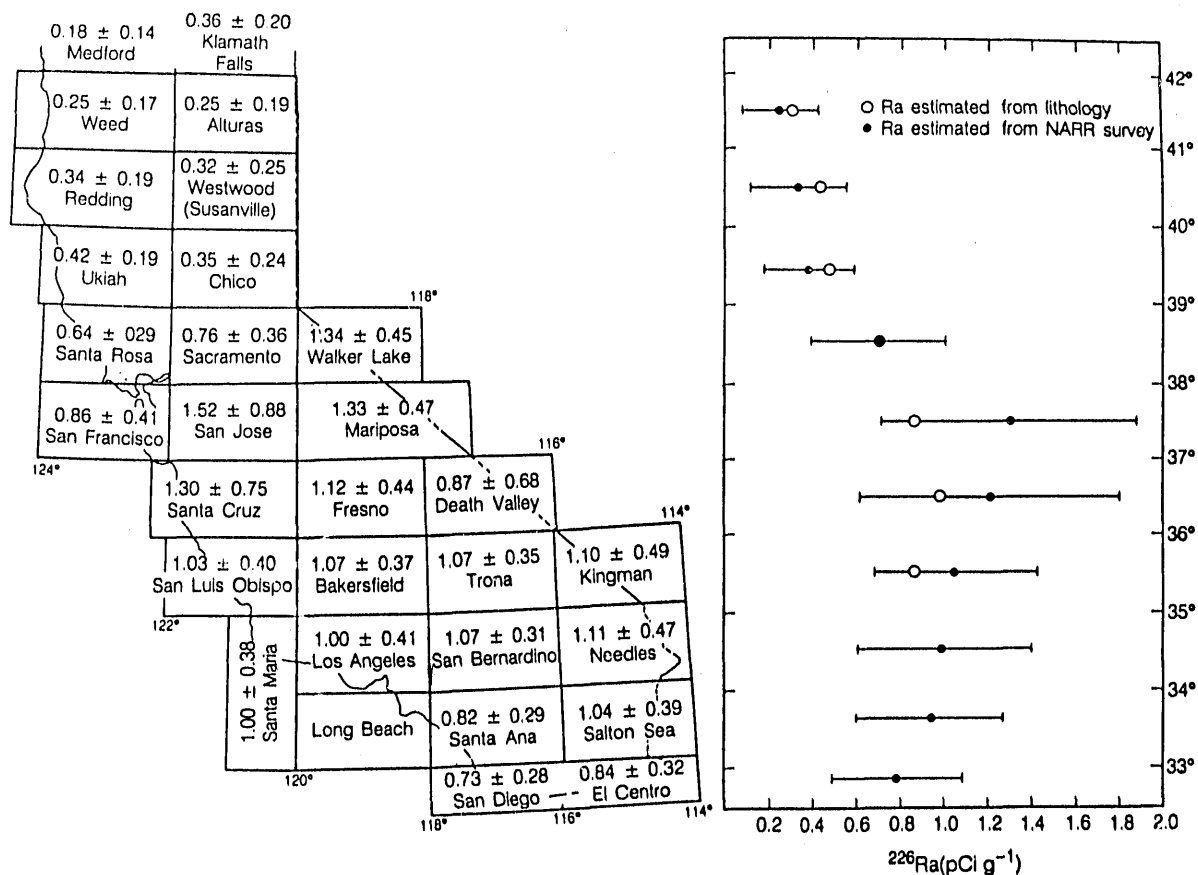 0.18 ± 0.14
Medford
0.36 ± 0.20
Klamath
Falls
0.25 ± 0.17
Weed
0.25 ± 0.19
Alturas
0.34 ± 0.19
Redding
0.32 ± 0.25
Westwood
(Susanville)
0.42 ± 0.19
Ukiah
0.35 ± 0.24
Chico
118°
0.64 ± 029
Santa Rosa
0.76 ± 0.36
Sacramento
1.34 ± 0.45
Walker Lake
0.86 ± 0.41
San Francisco
1.52 ± 0.88
San Jose
1.33 ± 0.47
Mariposa
124°
116°
1.30 ± 0.75
Santa Cruz
1.12 ± 0.44
Fresno
0.87 ± 0.68
Death Valley
114°
1.03 ± 0.40
San Luis Obispo
1.07 ± 0.37
Bakersfield
1.07 ± 0.35
Trona
1.10 ± 0.49
Kingman
122°
1.00 ± 0.38
Santa Maria
1.00 ± 0.41
Los Angeles
1.07 ± 0.31
San Bernardino
1.11 ± 0.47
Needles
Long Beach
0.82 ± 0.29
Santa Ana
1.04 ± 0.39
Salton Sea
120°
0.73 ± 0.28
San Diego
0.84 ± 0.32
El Centro
118°
116°
114°
Ra estimated from lithology
Ra estimated from NARR survey
42°
41°
40°
39°
38°
37°
36°
35°
34°
33°
0.2 0.4 0.6 0.8 1.0 1.2 1.4 1.6 1.8 2.0
²²⁶Ra(pCi g⁻¹)